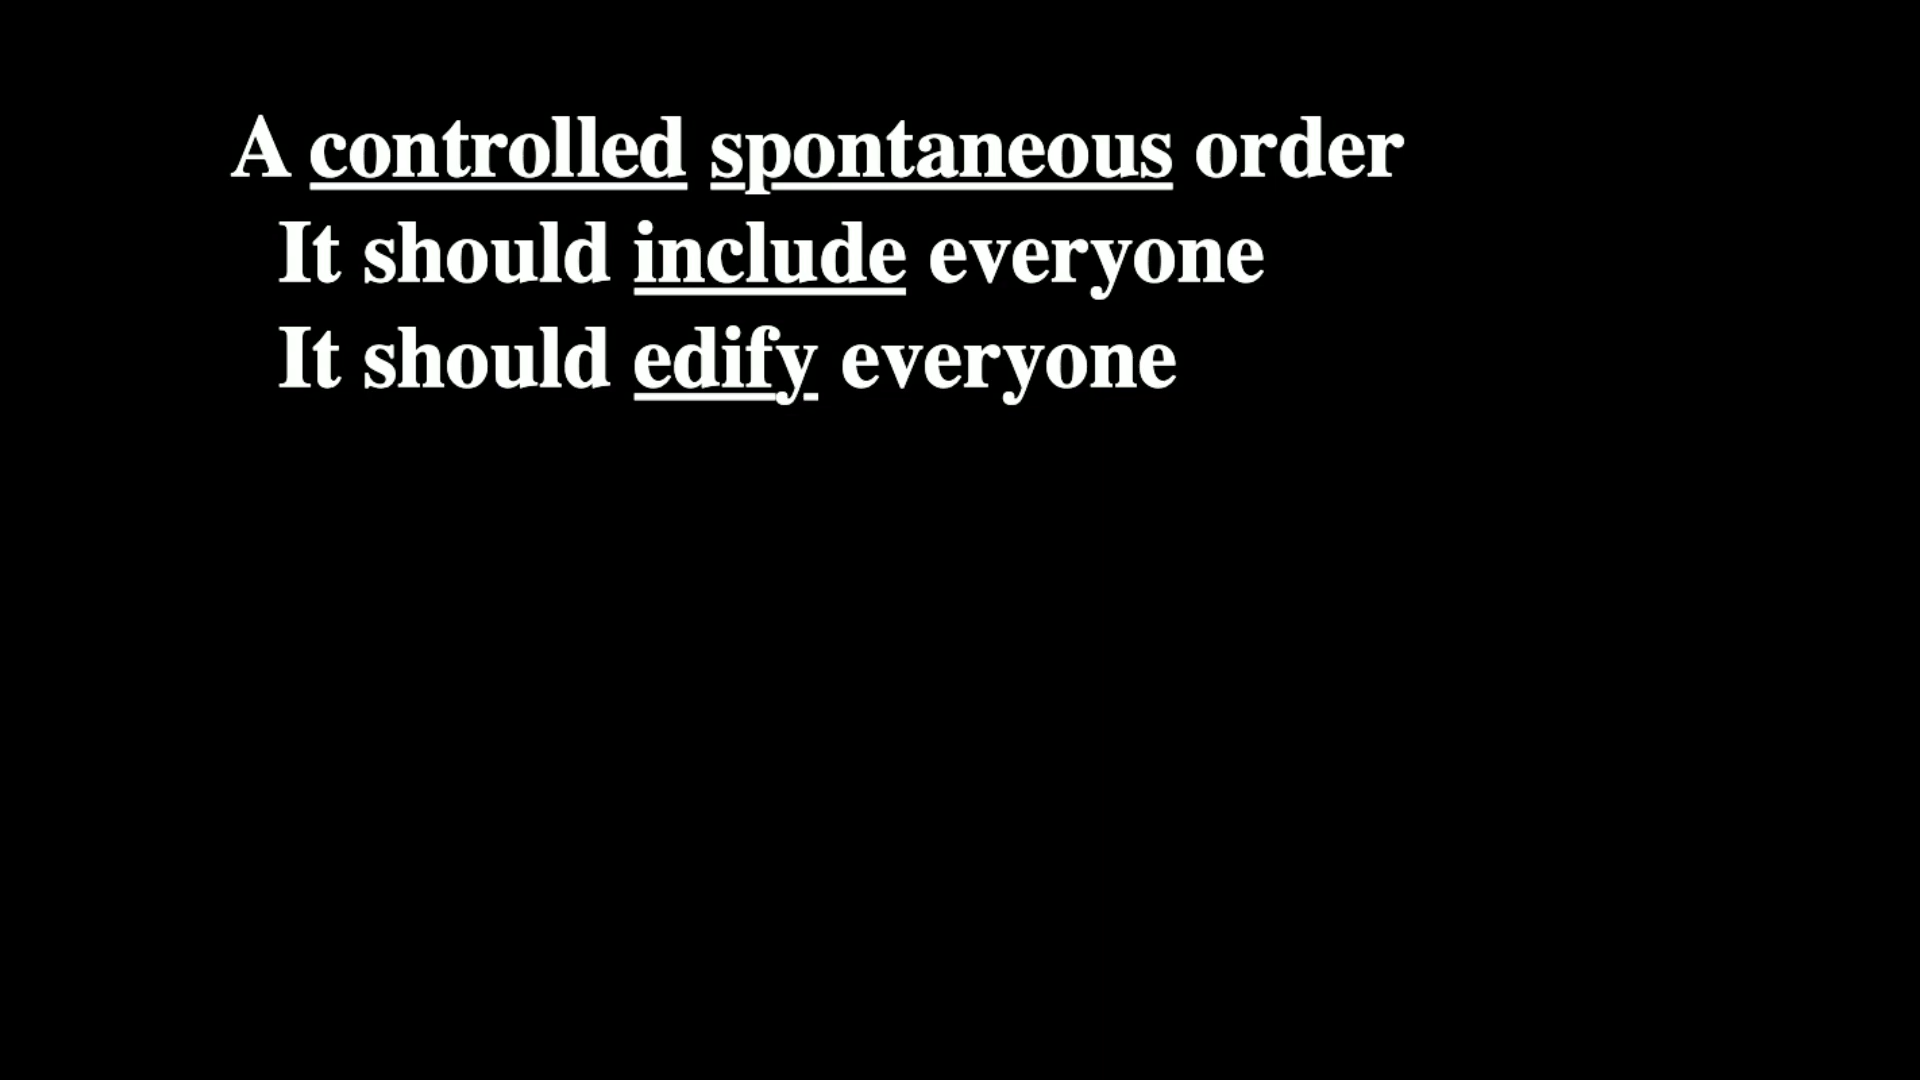 A controlled spontaneous order
It should include everyone
It should edify everyone